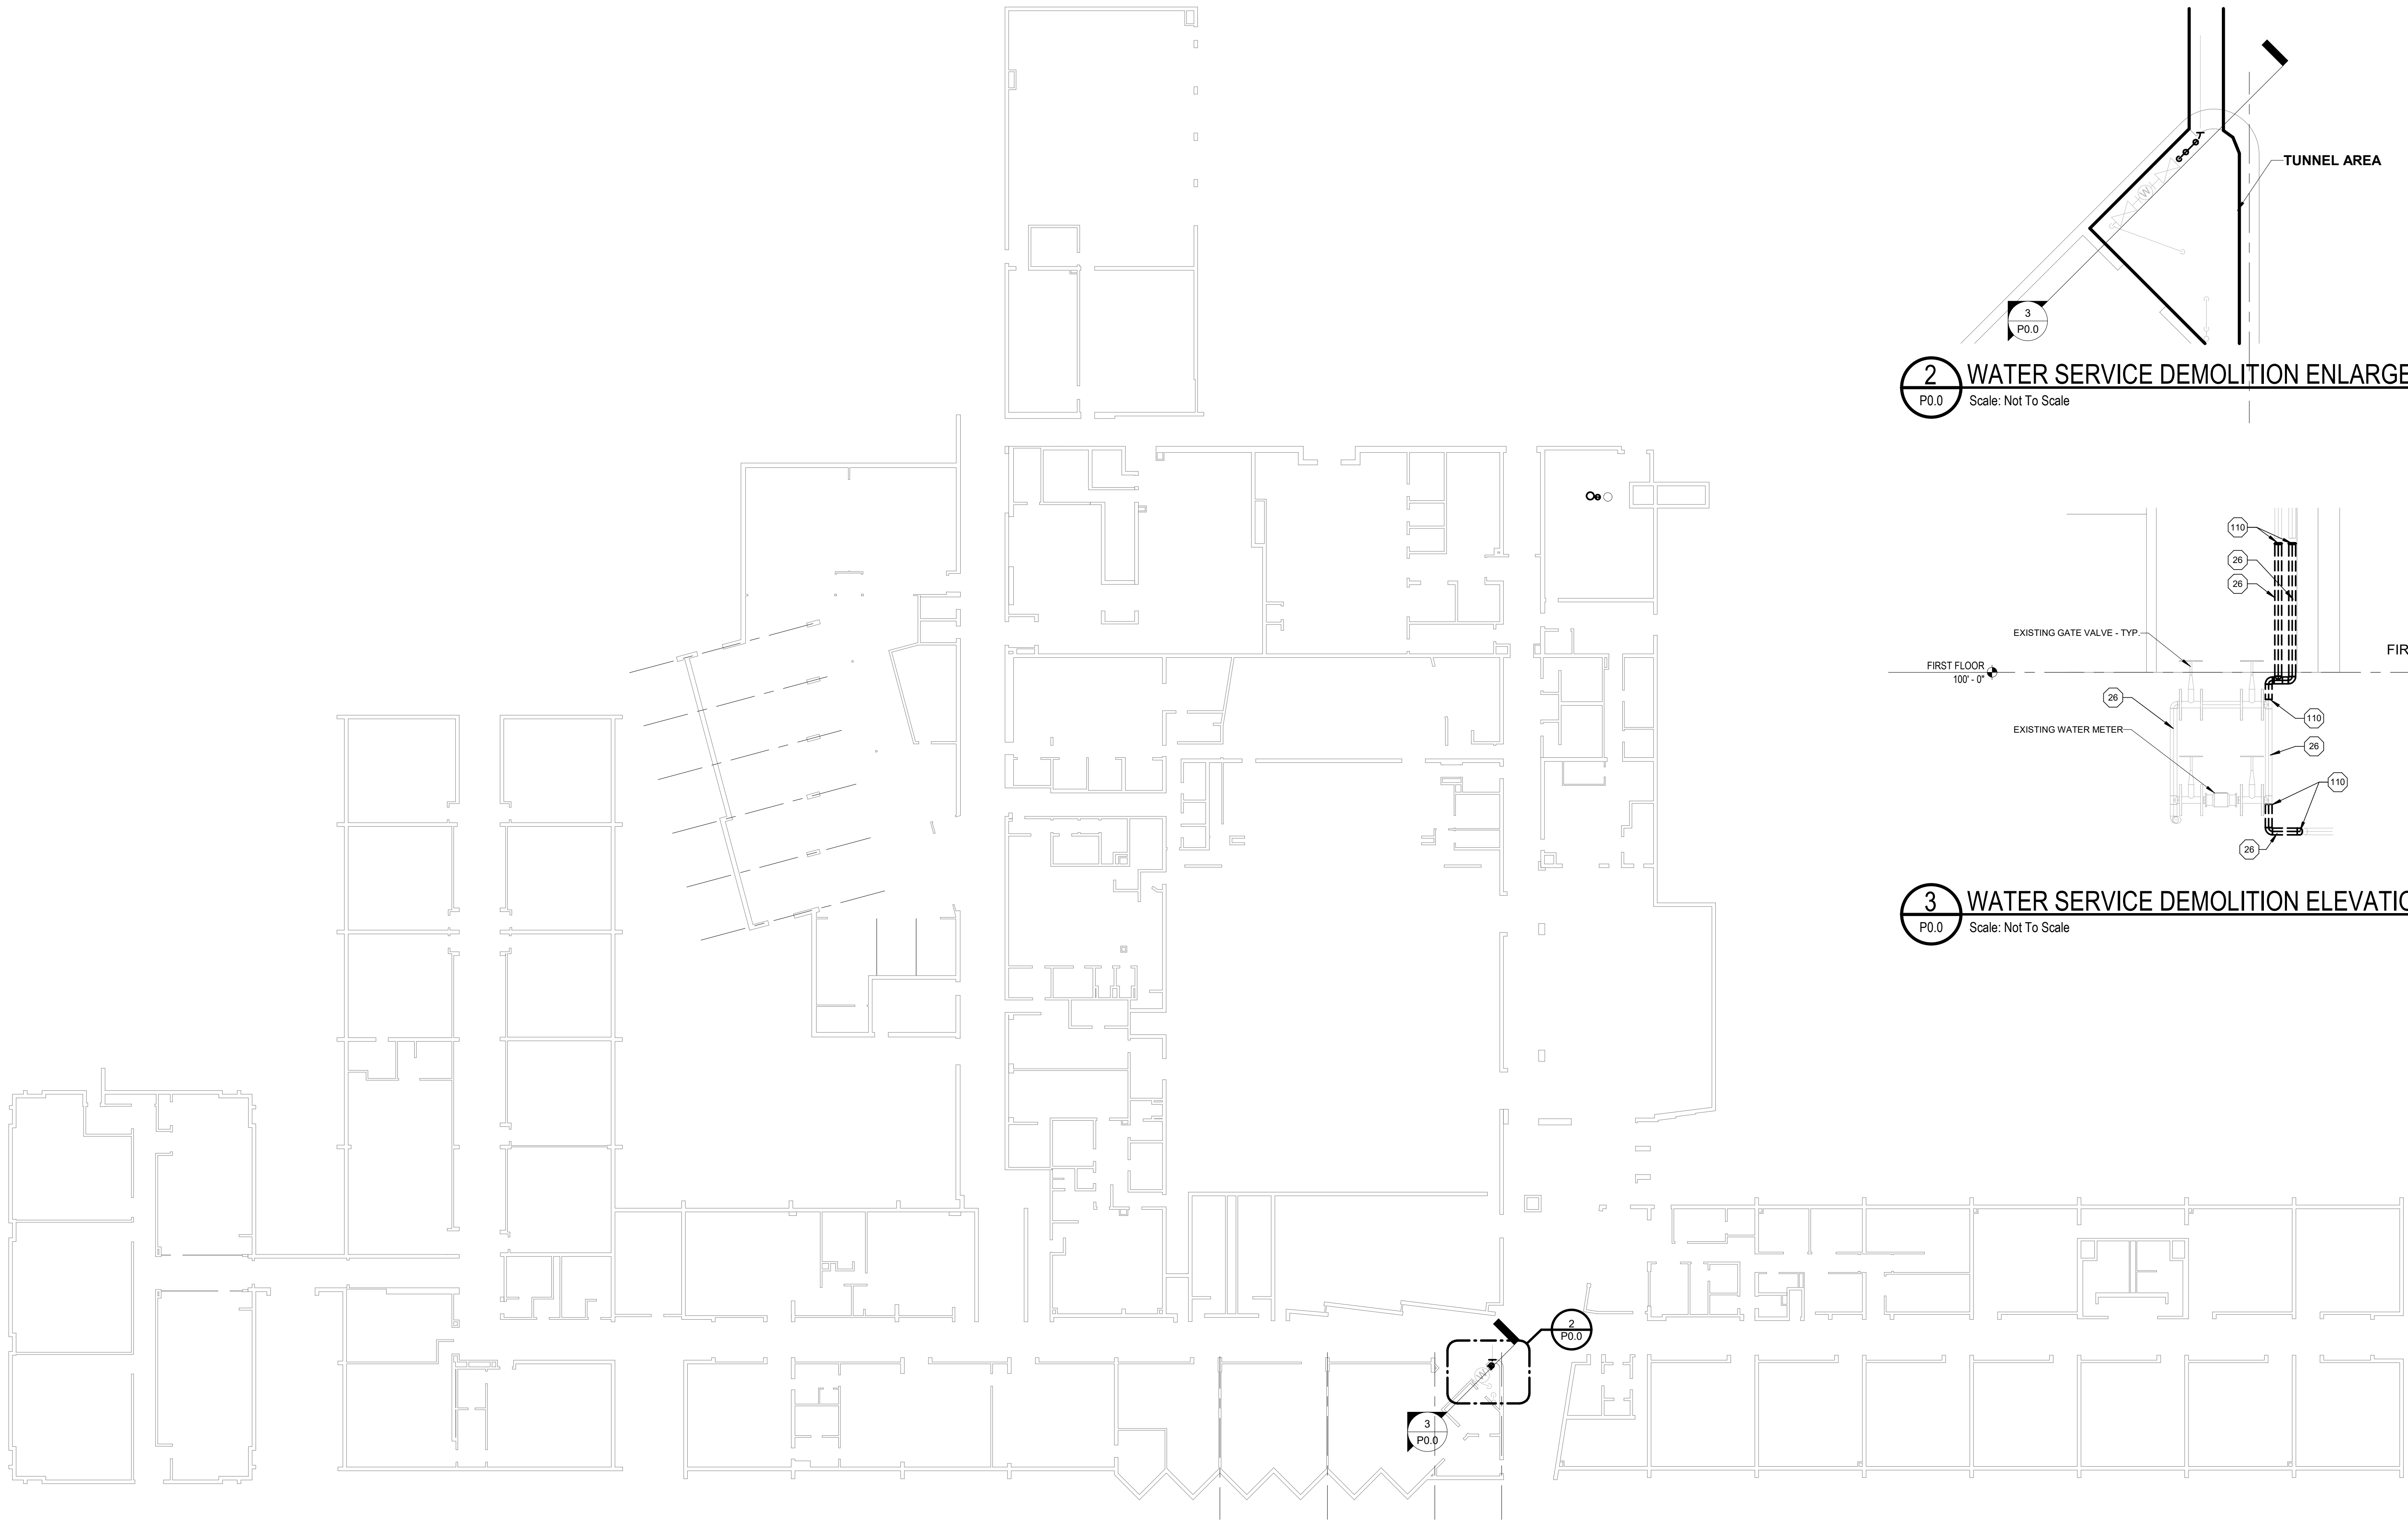 TUNNEL AREA
3
P0.0
2
P0.0
WATER SERVICE DEMOLITION ENLARGE
Scale: Not To Scale
110
26
26
EXISTING GATE VALVE - TYP.
FIRST FLOOR
100' - 0"
26
110
EXISTING WATER METER
26
110
26
3
P0.0
WATER SERVICE DEMOLITION ELEVATIO
Scale: Not To Scale
2
P0.0
3
P0.0
W
W
FIR